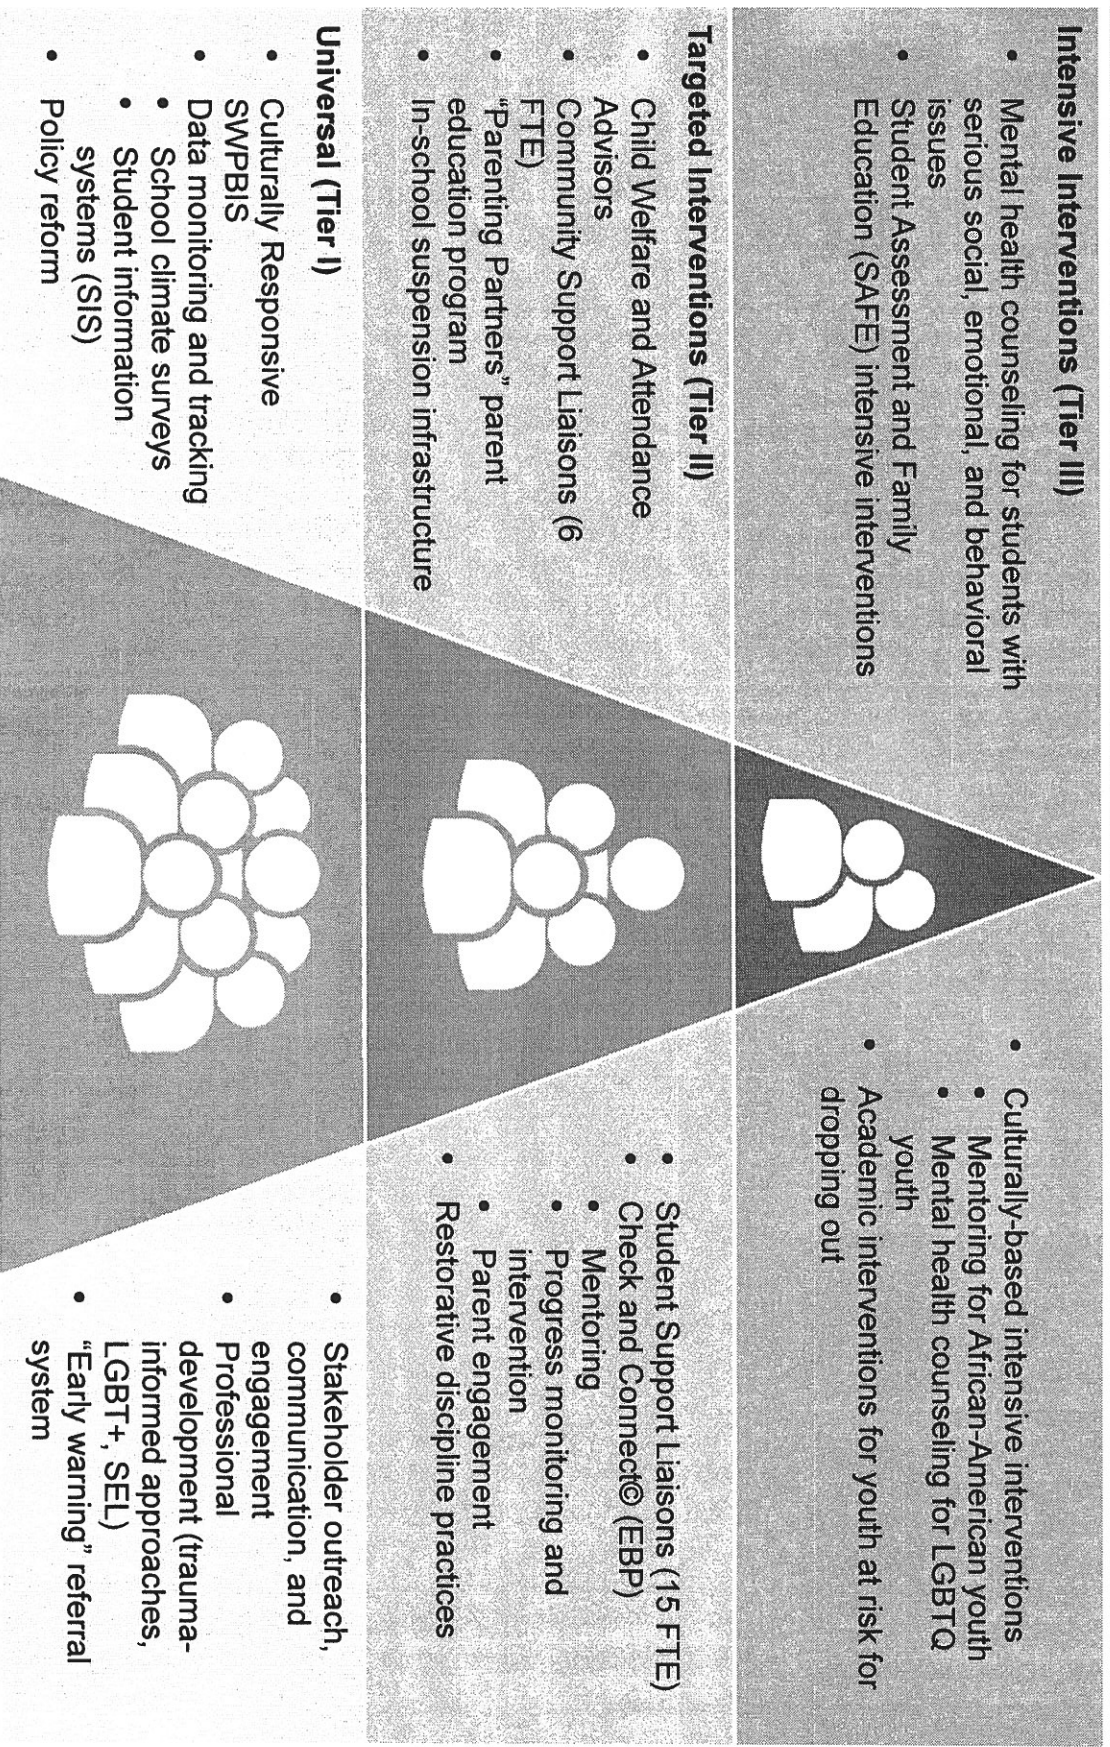 Intensive Interventions (Tier III)
• Mental health counseling for students with
serious social, emotional, and behavioral
issues
• Student Assessment and Family
Education (SAFE) intensive interventions
• Culturally-based intensive interventions
• Mentoring for African-American youth
• Mental health counseling for LGBTQ
youth
• Academic interventions for youth at risk for
dropping out
Targeted Interventions (Tier II)
• Child Welfare and Attendance
Advisors
• Community Support Liaisons (6
FTE)
• "Parenting Partners" parent
education program
• In-school suspension infrastructure
• Student Support Liaisons (15 FTE)
• Check and Connect© (EBP)
• Mentoring
• Progress monitoring and
intervention
• Parent engagement
• Restorative discipline practices
Universal (Tier I)
• Culturally Responsive
SWPBIS
• Data monitoring and tracking
• School climate surveys
• Student information
systems (SIS)
• Policy reform
• Stakeholder outreach,
communication, and
engagement
• Professional
development (trauma-
informed approaches,
LGBT+, SEL)
• "Early warning" referral
system